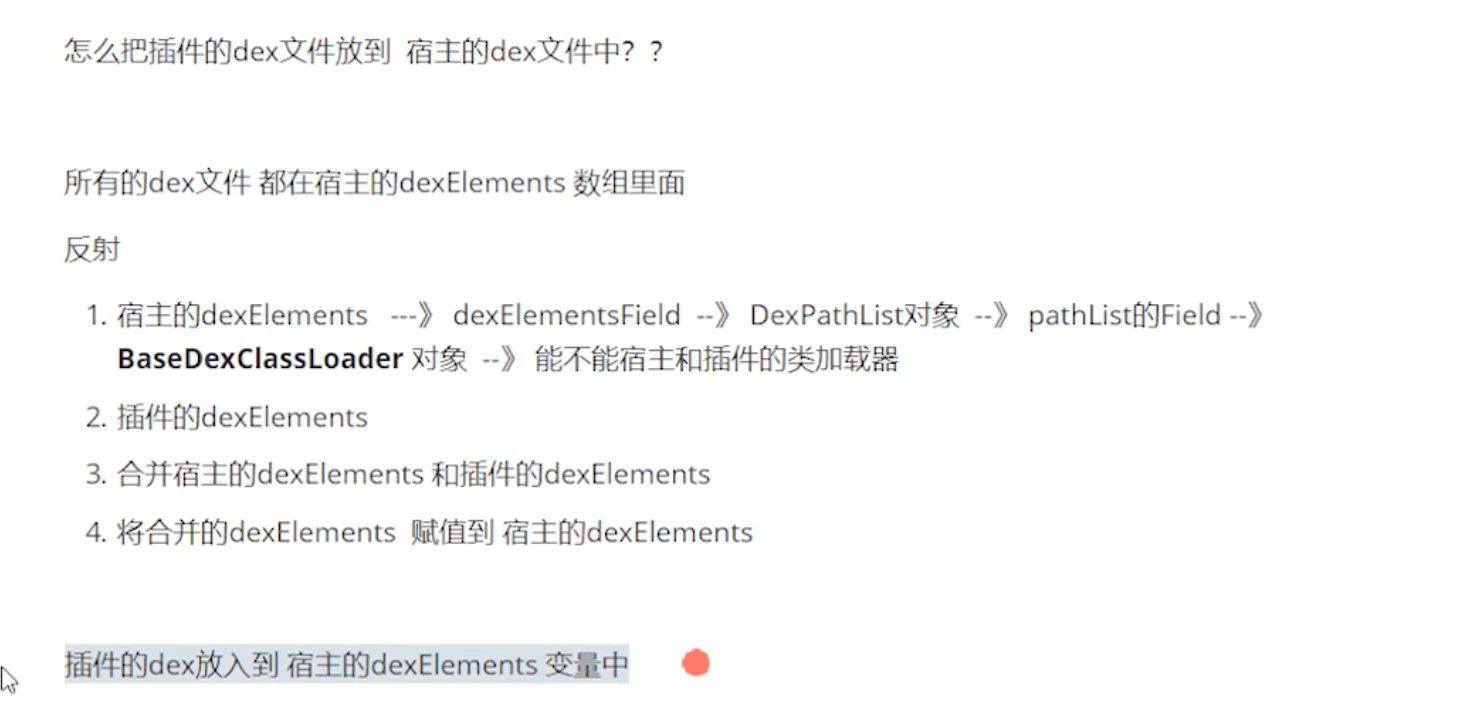 怎么把插件的dex文件放到 宿主的dex文件中？？
所有的dex文件 都在宿主的dexElements 数组里面
反射
1. 宿主的dexElements ---》 dexElementsField --》 DexPathList对象 --》 pathList的Field --》
BaseDexClassLoader 对象 --》 能不能宿主和插件的类加载器
2. 插件的dexElements
3. 合并宿主的dexElements 和插件的dexElements
4. 将合并的dexElements 赋值到 宿主的dexElements
插件的dex放入到 宿主的dexElements 变量中